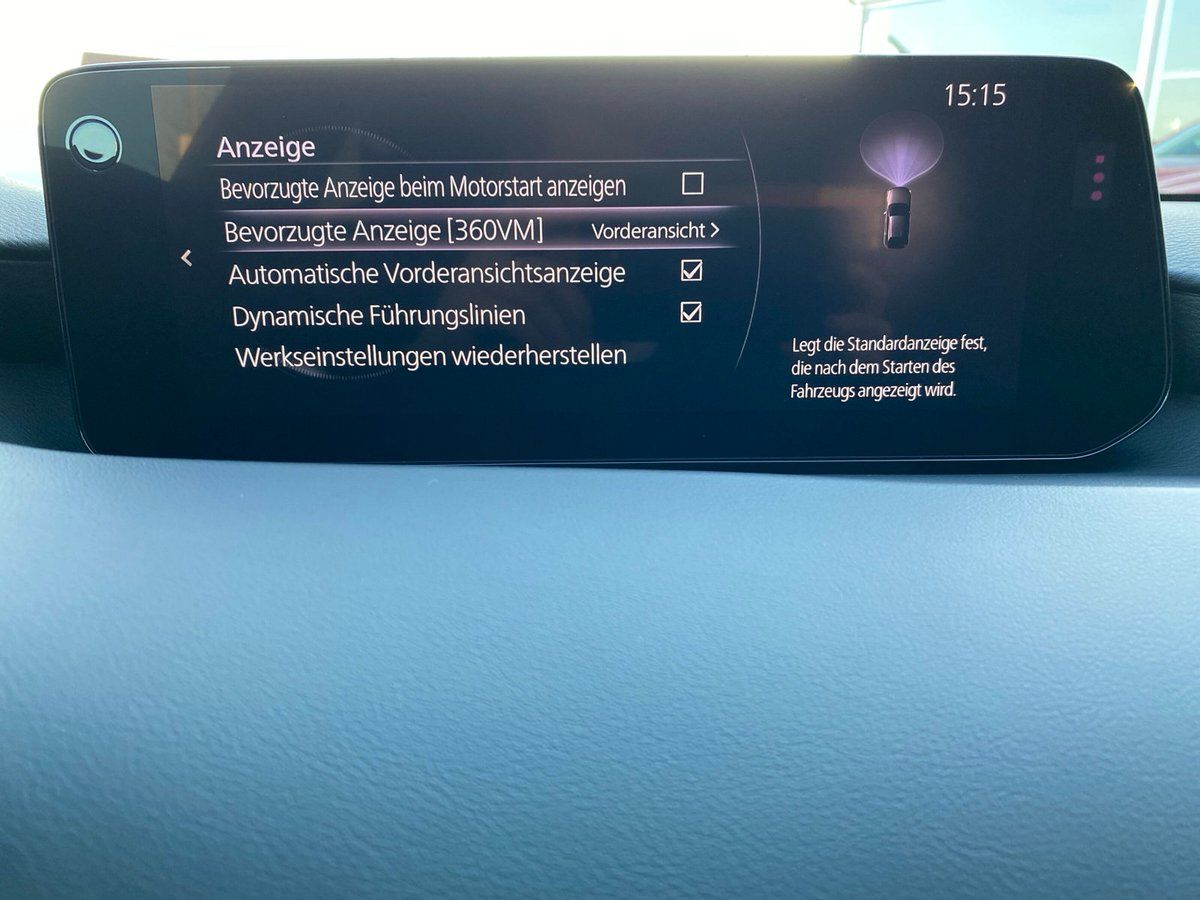 15:15
Anzeige
Bevorzugte Anzeige beim Motorstart anzeigen
Bevorzugte Anzeige [360VM] Vorderansicht >
Automatische Vorderansichtsanzeige
Dynamische Führungslinien
Werkseinstellungen wiederherstellen
Legt die Standardanzeige fest,
die nach dem Starten des
Fahrzeugs angezeigt wird.